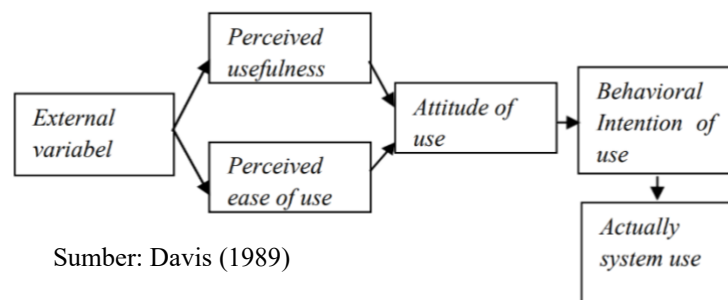 External
variabel
Perceived
usefulness
Perceived
ease of use
Attitude of
use
Behavioral
Intention of
use
Actually
system use
Sumber: Davis (1989)